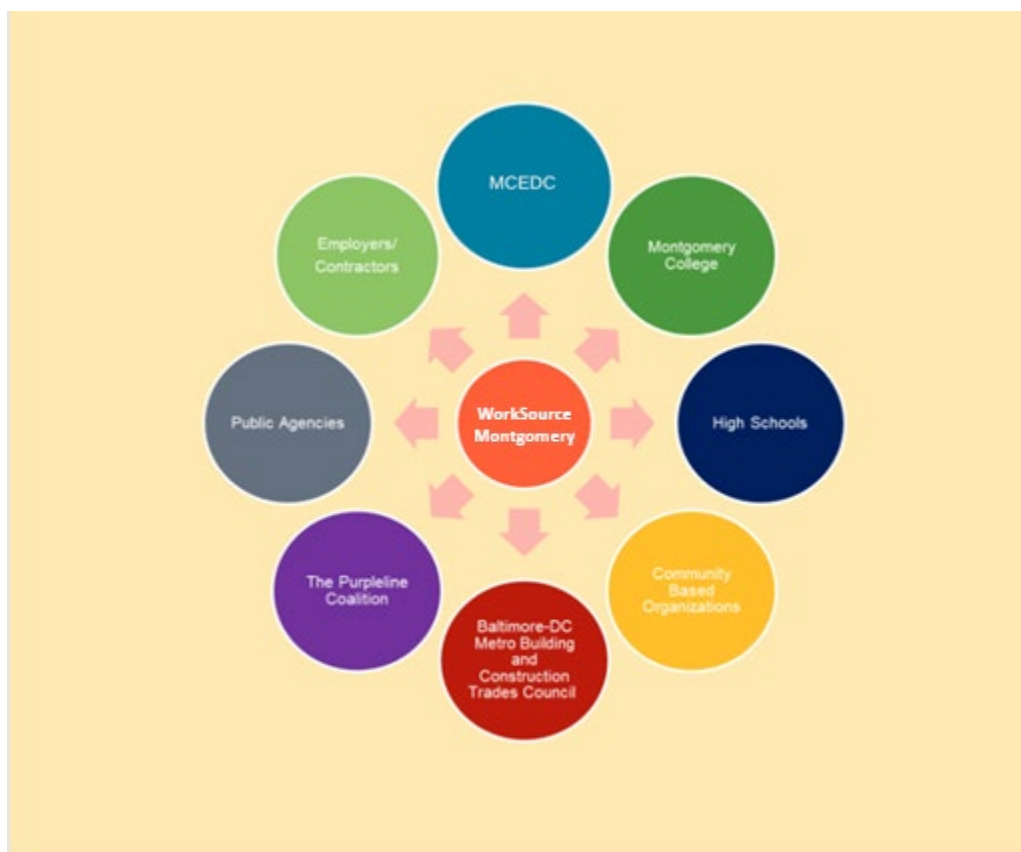 MCEDC
Montgomery
College
High Schools
Community
Based
Organizations
Baltimore-DC
Metro Building
and
Construction
Trades Council
The Purpleline
Coalition
Public Agencies
Employers/
Contractors
WorkSource
Montgomery